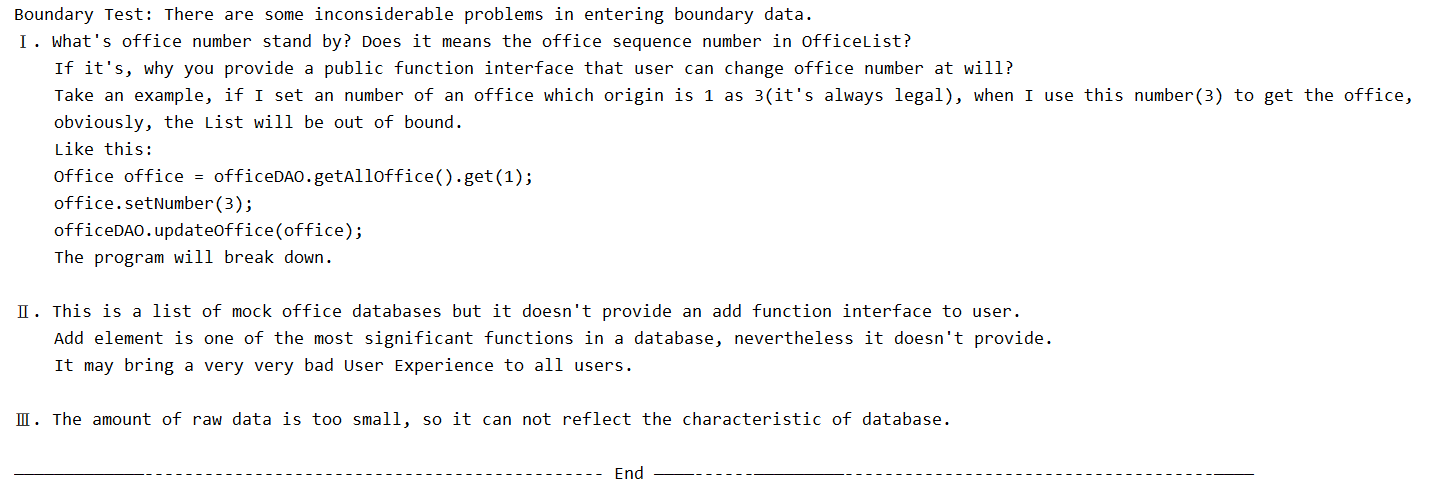 Boundary Test: There are some inconsiderable problems in entering boundary data.
Ⅰ. What's office number stand by? Does it means the office sequence number in OfficeList?
If it's, why you provide a public function interface that user can change office number at will?
Take an example, if I set an number of an office which origin is 1 as 3(it's always legal), when I use this number(3) to get the office,
obviously, the List will be out of bound.
Like this:
Office office = officeDAO.getAllOffice().get(1);
office.setNumber(3);
officeDAO.updateOffice(office);
The program will break down.
Ⅱ. This is a list of mock office databases but it doesn't provide an add function interface to user.
Add element is one of the most significant functions in a database, nevertheless it doesn't provide.
It may bring a very very bad User Experience to all users.
Ⅲ. The amount of raw data is too small, so it can not reflect the characteristic of database.
—————————————---------------------------------------------- End ————------—————————-------------------------------------————